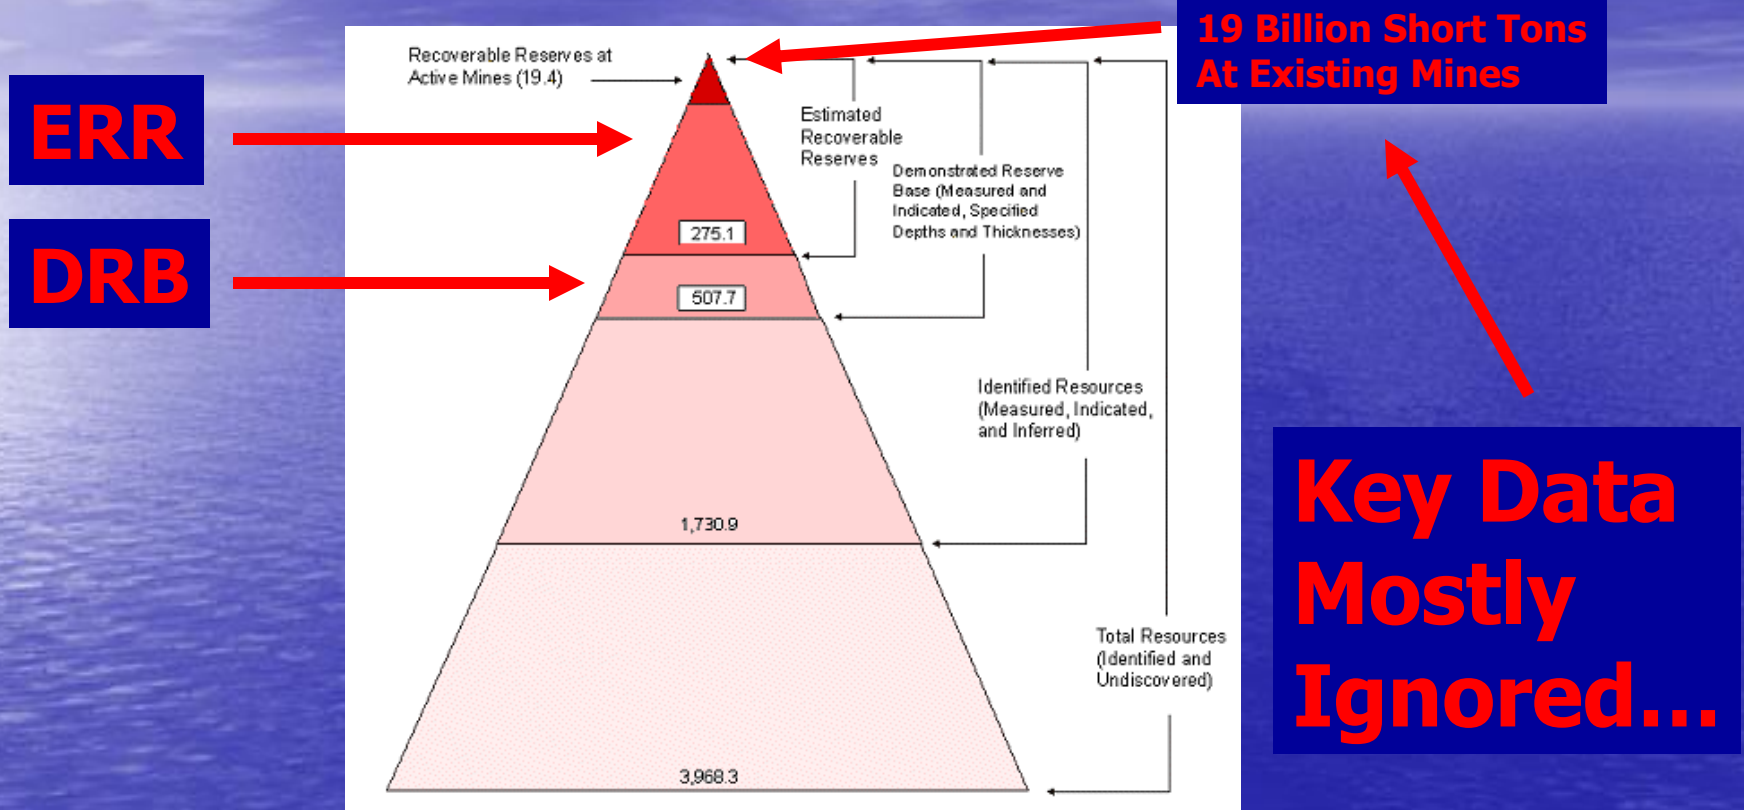 19 Billion Short Tons
At Existing Mines
Recoverable Reserves at
Active Mines (19.4)
ERR
DRB
Estimated
Recoverable
Reserves
Demonstrated Reserve
Base (Measured and
Indicated, Specified
Depths and Thicknesses)
275.1
507.7
Identified Resources
(Measured, Indicated,
and Inferred)
1,730.9
Key Data
Mostly
Ignored...
Total Resources
(Identified and
Undiscovered)
3,968.3